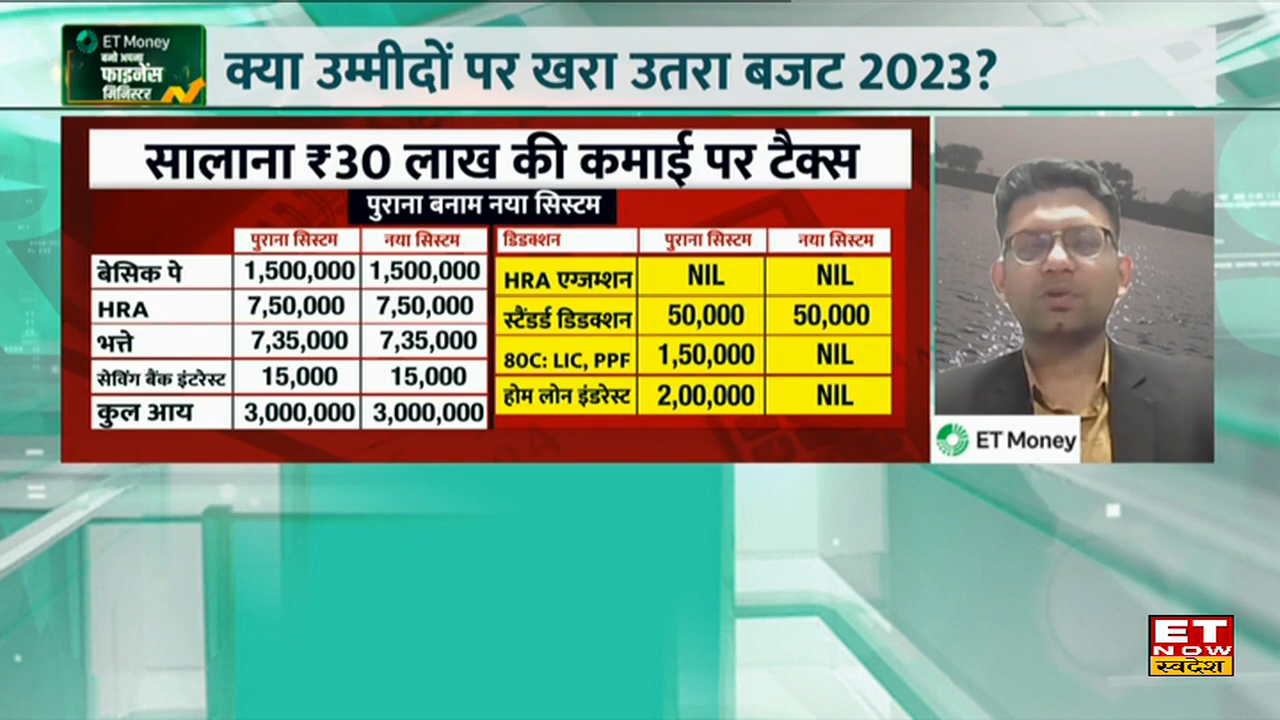 ET Money
बनो अपना
फाइनेंस
मिनिस्टर
क्या उम्मीदों पर खरा उतरा बजट 2023?
सालाना ₹30 लाख की कमाई पर टैक्स
पुराना बनाम नया सिस्टम
पुराना सिस्टम नया सिस्टम
बेसिक पे 1,500,000 1,500,000
HRA 7,50,000 7,50,000
भत्ते 7,35,000 7,35,000
सेविंग बैंक इंटरेस्ट 15,000 15,000
कुल आय 3,000,000 3,000,000
डिडक्शन पुराना सिस्टम नया सिस्टम
HRA एग्जम्शन NIL NIL
स्टैंडर्ड डिडक्शन 50,000 50,000
80C: LIC, PPF 1,50,000 NIL
होम लोन इंडरेस्ट 2,00,000 NIL
ET Money
ET
NOW
स्वदेश